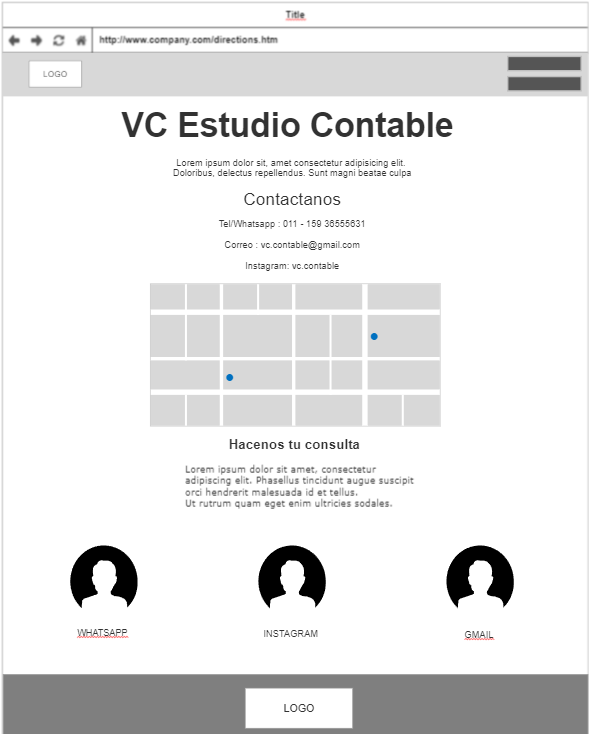 Title
http://www.company.com/directions.htm
LOGO
VC Estudio Contable
Lorem ipsum dolor sit, amet consectetur adipisicing elit.
Doloribus, delectus repellendus. Sunt magni beatae culpa
Contactanos
Tel/Whatsapp : 011 - 159 36555631
Correo : vc.contable@gmail.com
Instagram: vc.contable
Hacenos tu consulta
Lorem ipsum dolor sit amet, consectetur
adipiscing elit. Phasellus tincidunt augue suscipit
orci hendrerit malesuada id et tellus.
Ut rutrum quam eget enim ultricies sodales.
WHATSAPP
INSTAGRAM
GMAIL
LOGO